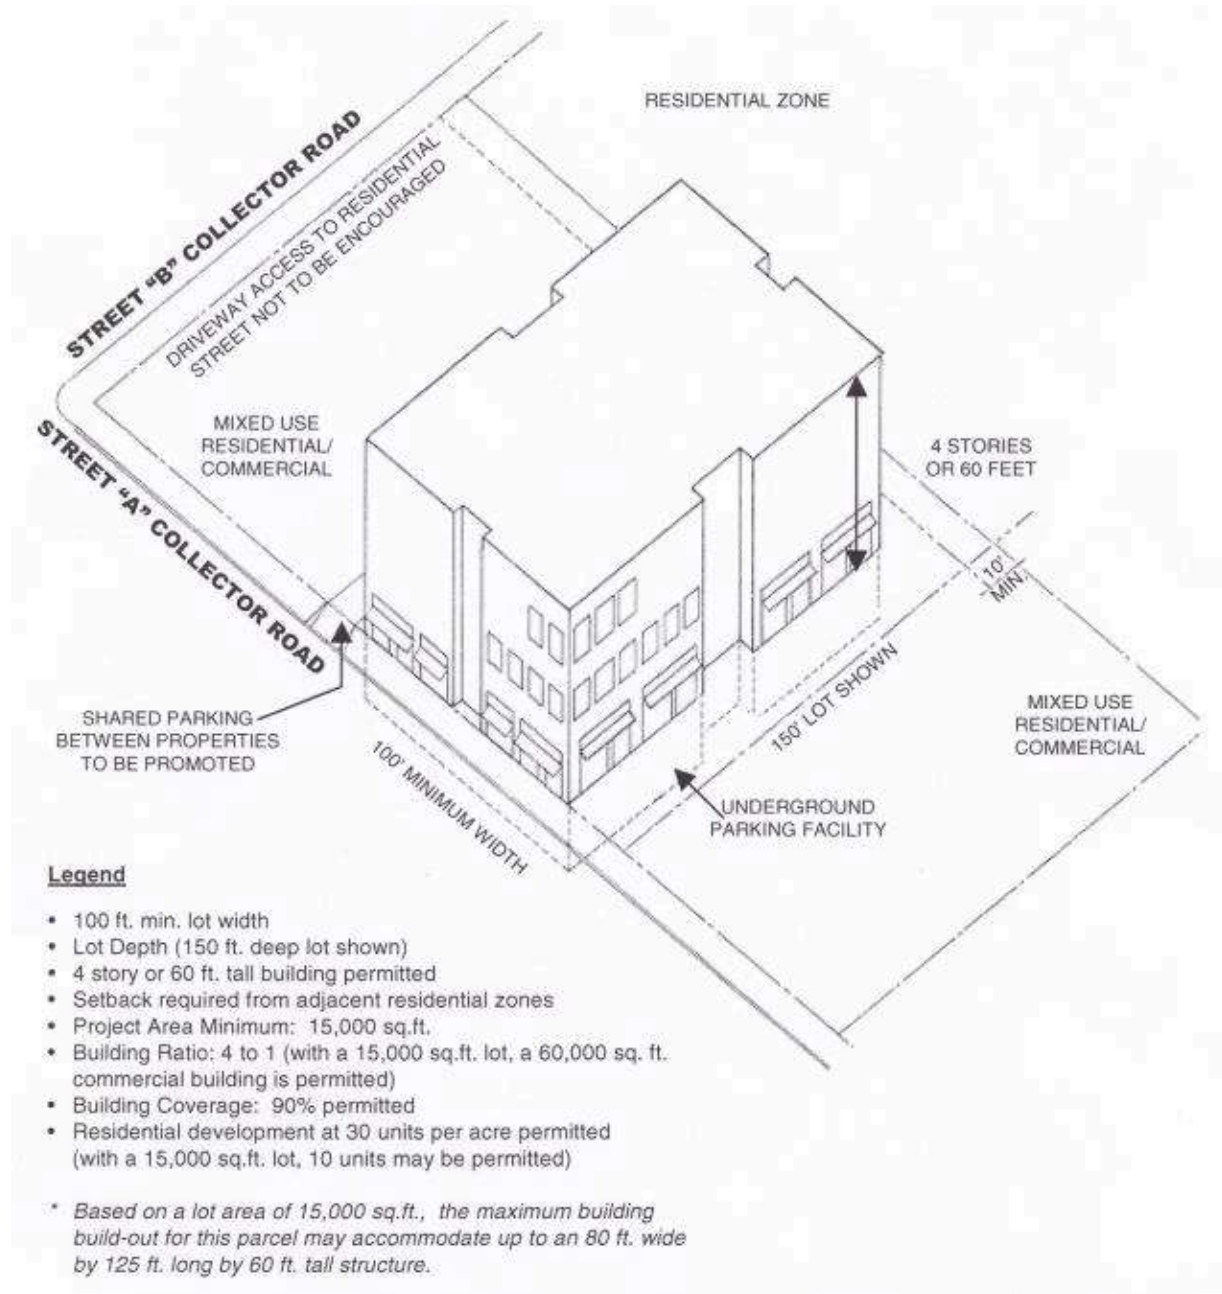 RESIDENTIAL ZONE
STREET "B" COLLECTOR ROAD
DRIVEWAY ACCESS TO RESIDENTIAL
STREET NOT TO BE ENCOURAGED
MIXED USE
RESIDENTIAL/
COMMERCIAL
STREET "A" COLLECTOR ROAD
4 STORIES
OR 60 FEET
10'
MIN.
150' LOT SHOWN
MIXED USE
RESIDENTIAL/
COMMERCIAL
SHARED PARKING
BETWEEN PROPERTIES
TO BE PROMOTED
100' MINIMUM WIDTH
UNDERGROUND
PARKING FACILITY
Legend
• 100 ft. min. lot width
• Lot Depth (150 ft. deep lot shown)
• 4 story or 60 ft. tall building permitted
• Setback required from adjacent residential zones
• Project Area Minimum: 15,000 sq.ft.
• Building Ratio: 4 to 1 (with a 15,000 sq.ft. lot, a 60,000 sq. ft.
commercial building is permitted)
• Building Coverage: 90% permitted
• Residential development at 30 units per acre permitted
(with a 15,000 sq.ft. lot, 10 units may be permitted)
* Based on a lot area of 15,000 sq.ft., the maximum building
build-out for this parcel may accommodate up to an 80 ft. wide
by 125 ft. long by 60 ft. tall structure.